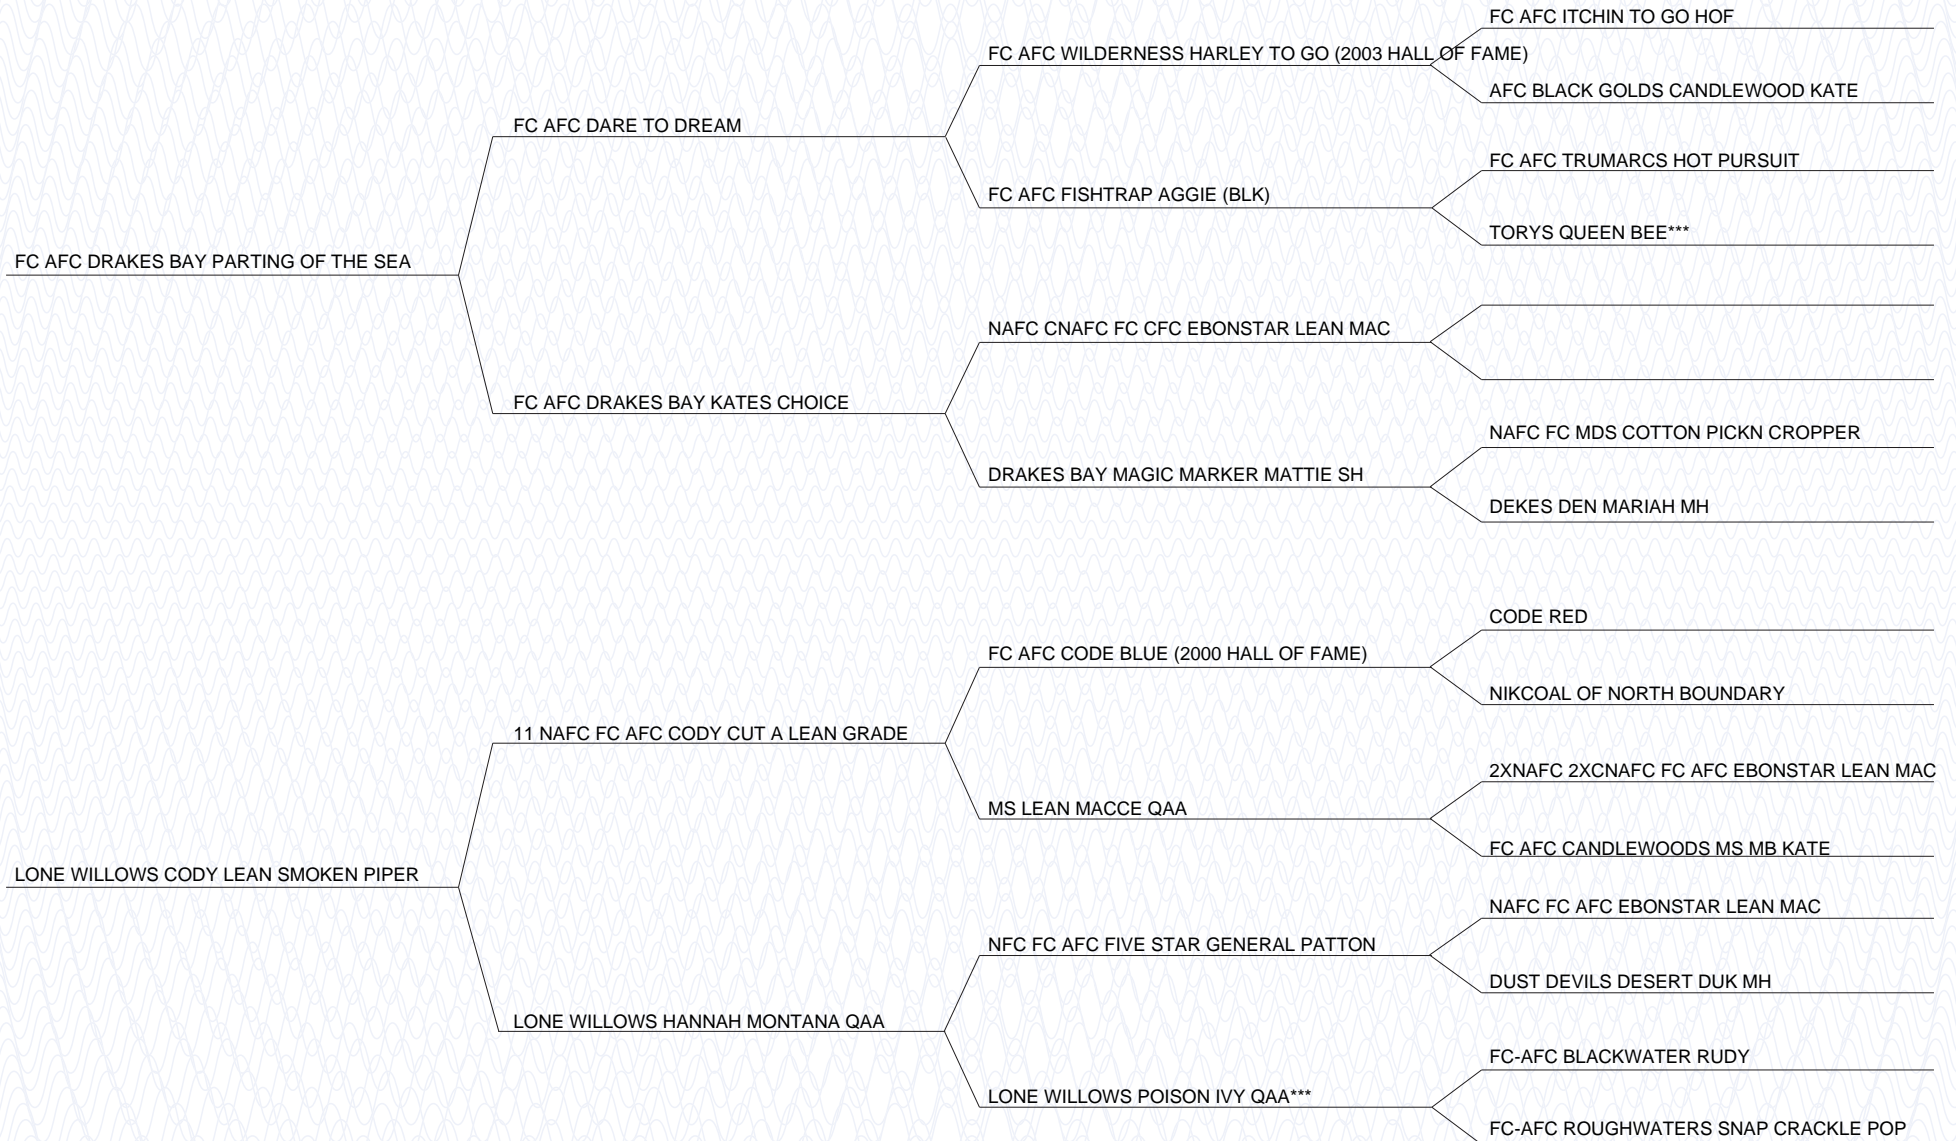 FC AFC ITCHIN TO GO HOF
FC AFC WILDERNESS HARLEY TO GO (2003 HALL OF FAME)
AFC BLACK GOLDS CANDLEWOOD KATE
FC AFC DARE TO DREAM
FC AFC TRUMARCS HOT PURSUIT
FC AFC FISHTRAP AGGIE (BLK)
TORYS QUEEN BEE***
FC AFC DRAKES BAY PARTING OF THE SEA
NAFC CNAFC FC CFC EBONSTAR LEAN MAC
FC AFC DRAKES BAY KATES CHOICE
NAFC FC MDS COTTON PICKN CROPPER
DRAKES BAY MAGIC MARKER MATTIE SH
DEKES DEN MARIAH MH
CODE RED
FC AFC CODE BLUE (2000 HALL OF FAME)
NIKCOAL OF NORTH BOUNDARY
11 NAFC FC AFC CODY CUT A LEAN GRADE
2XNAFC 2XCNAFC FC AFC EBONSTAR LEAN MAC
MS LEAN MACCE QAA
FC AFC CANDLEWOODS MS MB KATE
LONE WILLOWS CODY LEAN SMOKEN PIPER
NAFC FC AFC EBONSTAR LEAN MAC
NFC FC AFC FIVE STAR GENERAL PATTON
DUST DEVILS DESERT DUK MH
LONE WILLOWS HANNAH MONTANA QAA
FC-AFC BLACKWATER RUDY
LONE WILLOWS POISON IVY QAA***
FC-AFC ROUGHWATERS SNAP CRACKLE POP